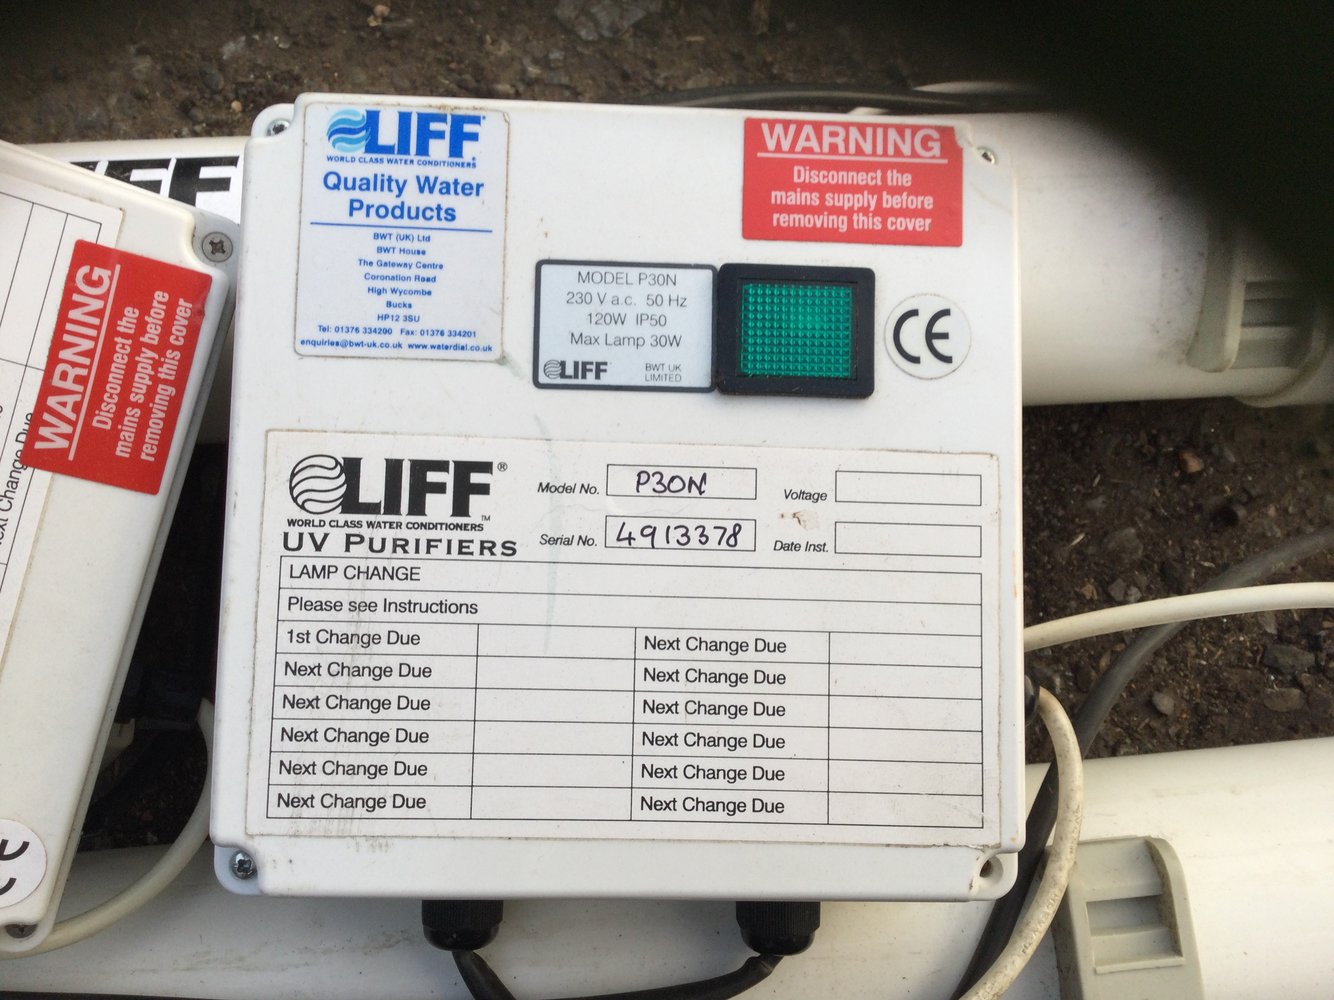 LIFF
WORLD CLASS WATER CONDITIONERS
Quality Water
Products
BWT (UK) Ltd
BWT House
The Gateway Centre
Coronation Road
High Wycombe
Bucks
HP12 3SU
Tel: 01376 334200 Fax: 01376 334201
enquiries@bwt-uk.co.uk www.waterdial.co.uk
WARNING
Disconnect the
mains supply before
removing this cover
MODEL P30N
230 V a.c. 50 Hz
120W IP50
Max Lamp 30W
LIFF BWT UK
LIMITED
CE
LIFF®
WORLD CLASS WATER CONDITIONERS™
UV PURIFIERS
Model No. P30N Voltage
Serial No. 4913378 Date Inst.
LAMP CHANGE
Please see Instructions
1st Change Due Next Change Due
Next Change Due Next Change Due
Next Change Due Next Change Due
Next Change Due Next Change Due
Next Change Due Next Change Due
Next Change Due Next Change Due
WARNING
Disconnect the
mains supply before
removing this cover
Change Due
CE